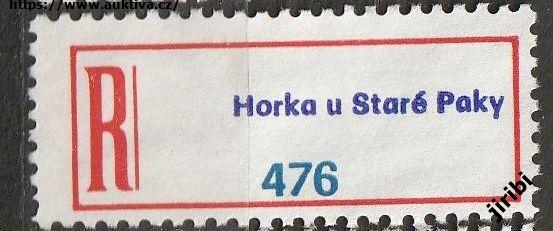 https://www.auktiva.cz/
R
Horka u Staré Paky
476
jiribi